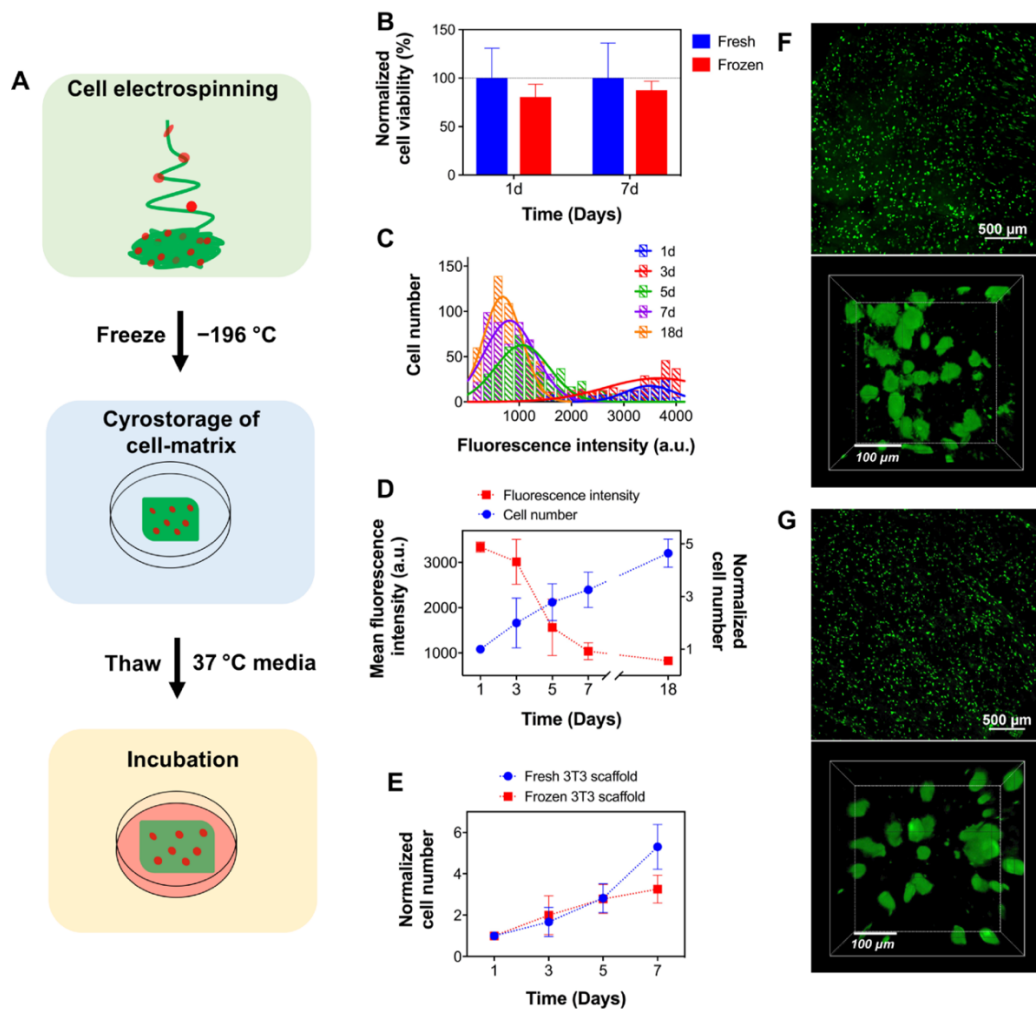 A
Cell electrospinning
Freeze
−196 °C
Cyrostorage of
cell-matrix
Thaw
37 °C media
Incubation
B
Normalized
cell viability (%)
150
100
50
0
1d
7d
Time (Days)
Fresh
Frozen
C
Cell number
150
100
50
0
1000
2000
3000
4000
Fluorescence intensity (a.u.)
1d
3d
5d
7d
18d
D
Fluorescence intensity
Cell number
Mean fluorescence
intensity (a.u.)
3000
2000
1000
Normalized
cell number
5
3
1
1
3
5
7
18
Time (Days)
E
Fresh 3T3 scaffold
Frozen 3T3 scaffold
Normalized
cell number
6
4
2
0
1
3
5
7
Time (Days)
F
500 µm
100 µm
G
500 µm
100 µm